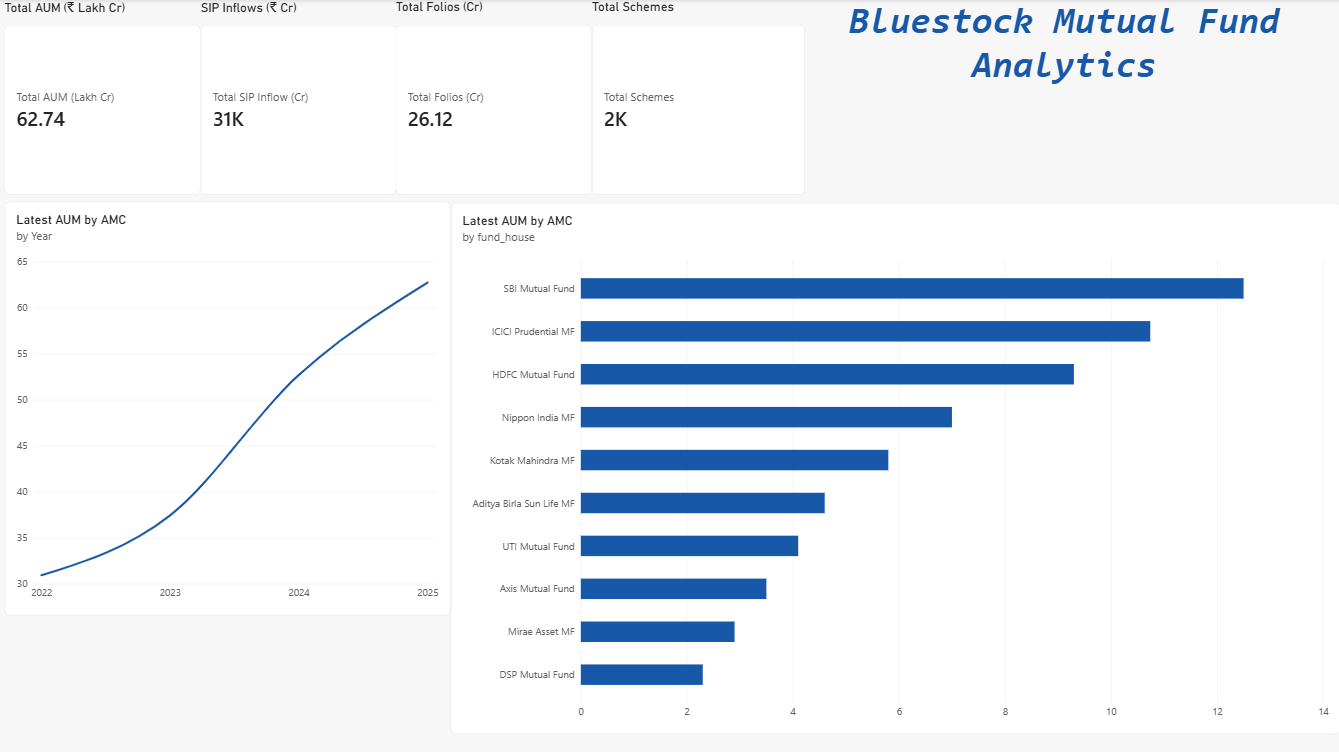 Total AUM (₹ Lakh Cr)
SIP Inflows (₹ Cr)
Total Folios (Cr)
Total Schemes
Bluestock Mutual Fund
Analytics
Total AUM (Lakh Cr)
62.74
Total SIP Inflow (Cr)
31K
Total Folios (Cr)
26.12
Total Schemes
2K
Latest AUM by AMC
by Year
65
60
55
50
45
40
35
30
2022
2023
2024
2025
Latest AUM by AMC
by fund_house
SBI Mutual Fund
ICICI Prudential MF
HDFC Mutual Fund
Nippon India MF
Kotak Mahindra MF
Aditya Birla Sun Life MF
UTI Mutual Fund
Axis Mutual Fund
Mirae Asset MF
DSP Mutual Fund
0
2
4
6
8
10
12
14